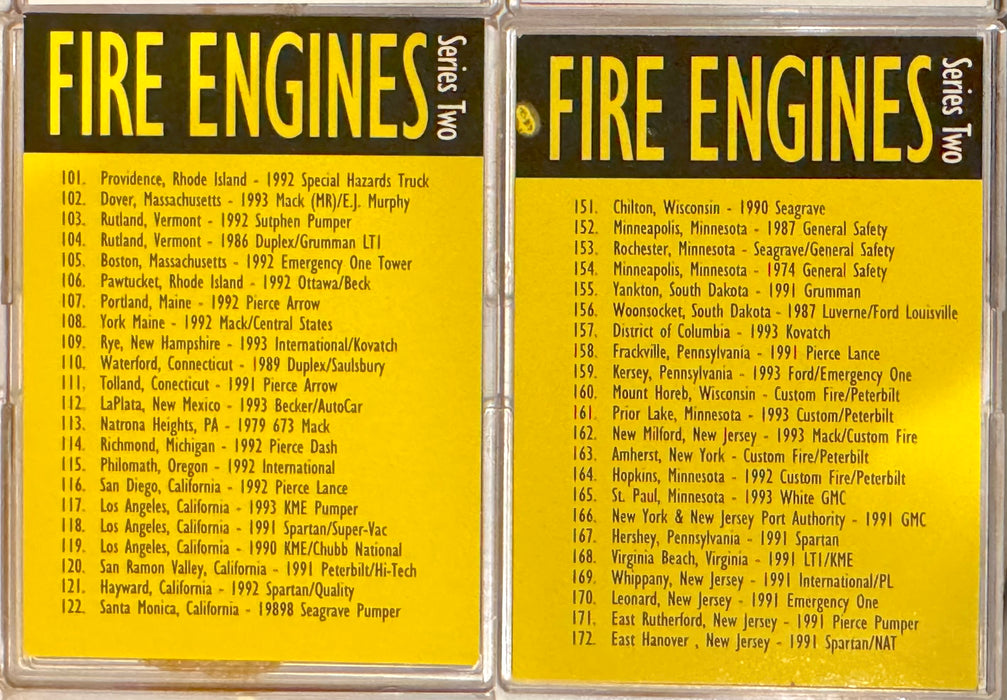 FIRE ENGINES
Series Two
101. Providence, Rhode Island - 1992 Special Hazards Truck
102. Dover, Massachusetts - 1993 Mack (MR)/E.J. Murphy
103. Rutland, Vermont - 1992 Sutphen Pumper
104. Rutland, Vermont - 1986 Duplex/Grumman LTI
105. Boston, Massachusetts - 1992 Emergency One Tower
106. Pawtucket, Rhode Island - 1992 Ottawa/Beck
107. Portland, Maine - 1992 Pierce Arrow
108. York Maine - 1992 Mack/Central States
109. Rye, New Hampshire - 1993 International/Kovatch
110. Waterford, Connecticut - 1989 Duplex/Saulsbury
111. Tolland, Conecticut - 1991 Pierce Arrow
112. LaPlata, New Mexico - 1993 Becker/AutoCar
113. Natrona Heights, PA - 1979 673 Mack
114. Richmond, Michigan - 1992 Pierce Dash
115. Philomath, Oregon - 1992 International
116. San Diego, California - 1992 Pierce Lance
117. Los Angeles, California - 1993 KME Pumper
118. Los Angeles, California - 1991 Spartan/Super-Vac
119. Los Angeles, California - 1990 KME/Chubb National
120. San Ramon Valley, California - 1991 Peterbilt/Hi-Tech
121. Hayward, California - 1992 Spartan/Quality
122. Santa Monica, California - 19898 Seagrave Pumper
FIRE ENGINES
Series Two
151. Chilton, Wisconsin - 1990 Seagrave
152. Minneapolis, Minnesota - 1987 General Safety
153. Rochester, Minnesota - Seagrave/General Safety
154. Minneapolis, Minnesota - 1974 General Safety
155. Yankton, South Dakota - 1991 Grumman
156. Woonsocket, South Dakota - 1987 Luverne/Ford Louisville
157. District of Columbia - 1993 Kovatch
158. Frackville, Pennsylvania - 1991 Pierce Lance
159. Kersey, Pennsylvania - 1993 Ford/Emergency One
160. Mount Horeb, Wisconsin - Custom Fire/Peterbilt
161. Prior Lake, Minnesota - 1993 Custom/Peterbilt
162. New Milford, New Jersey - 1993 Mack/Custom Fire
163. Amherst, New York - Custom Fire/Peterbilt
164. Hopkins, Minnesota - 1992 Custom Fire/Peterbilt
165. St. Paul, Minnesota - 1993 White GMC
166. New York & New Jersey Port Authority - 1991 GMC
167. Hershey, Pennsylvania - 1991 Spartan
168. Virginia Beach, Virginia - 1991 LTI/KME
169. Whippany, New Jersey - 1991 International/PL
170. Leonard, New Jersey - 1991 Emergency One
171. East Rutherford, New Jersey - 1991 Pierce Pumper
172. East Hanover , New Jersey - 1991 Spartan/NAT